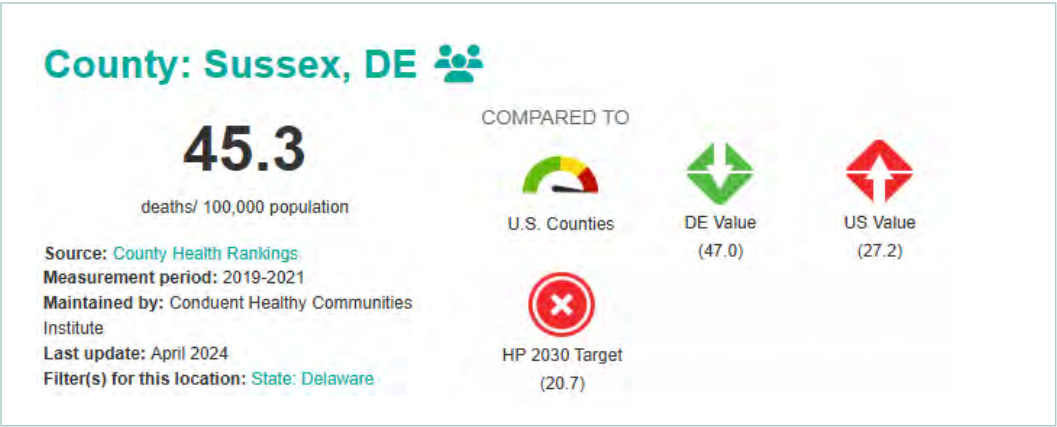 County: Sussex, DE
45.3
deaths/ 100,000 population
Source: County Health Rankings
Measurement period: 2019-2021
Maintained by: Conduent Healthy Communities
Institute
Last update: April 2024
Filter(s) for this location: State: Delaware
COMPARED TO
U.S. Counties
DE Value
(47.0)
US Value
(27.2)
HP 2030 Target
(20.7)